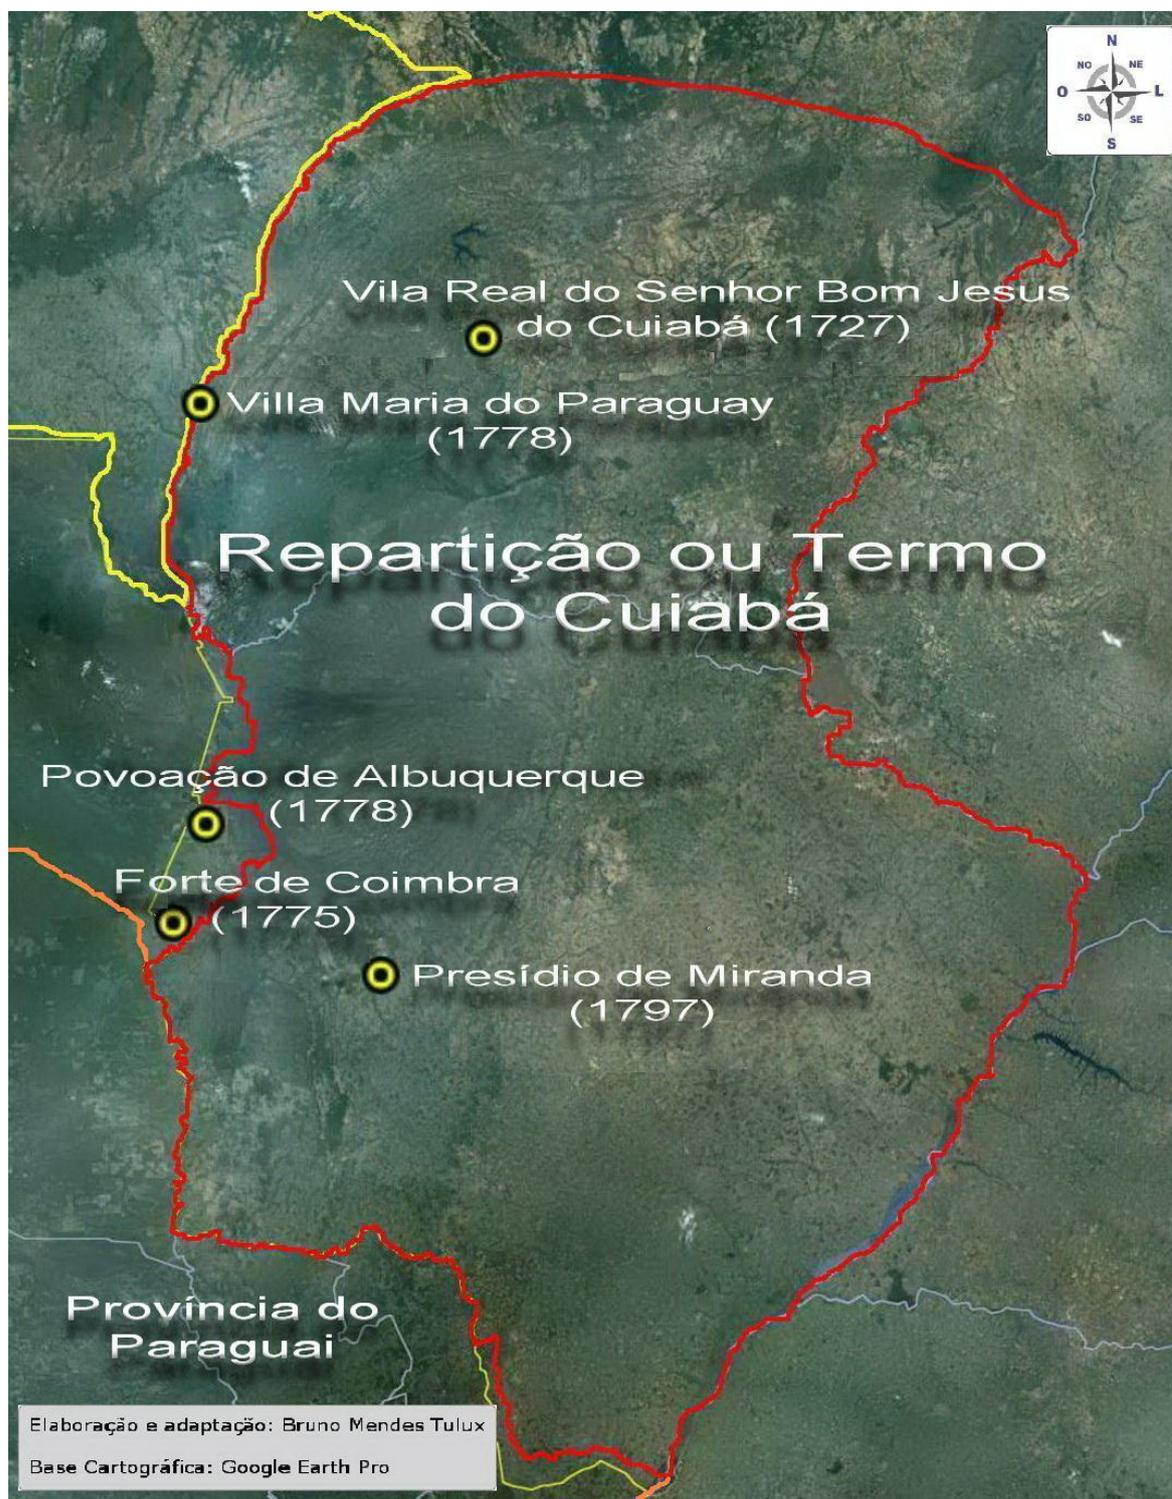 N
NO
NE
O
L
SO
SE
S
Vila Real do Senhor Bom Jesus
do Cuiabá (1727)
Villa Maria do Paraguay
(1778)
Repartição ou Termo
do Cuiabá
Povoação de Albuquerque
(1778)
Forte de Coimbra
(1775)
Presídio de Miranda
(1797)
Província do
Paraguai
Elaboração e adaptação: Bruno Mendes Tulux
Base Cartográfica: Google Earth Pro